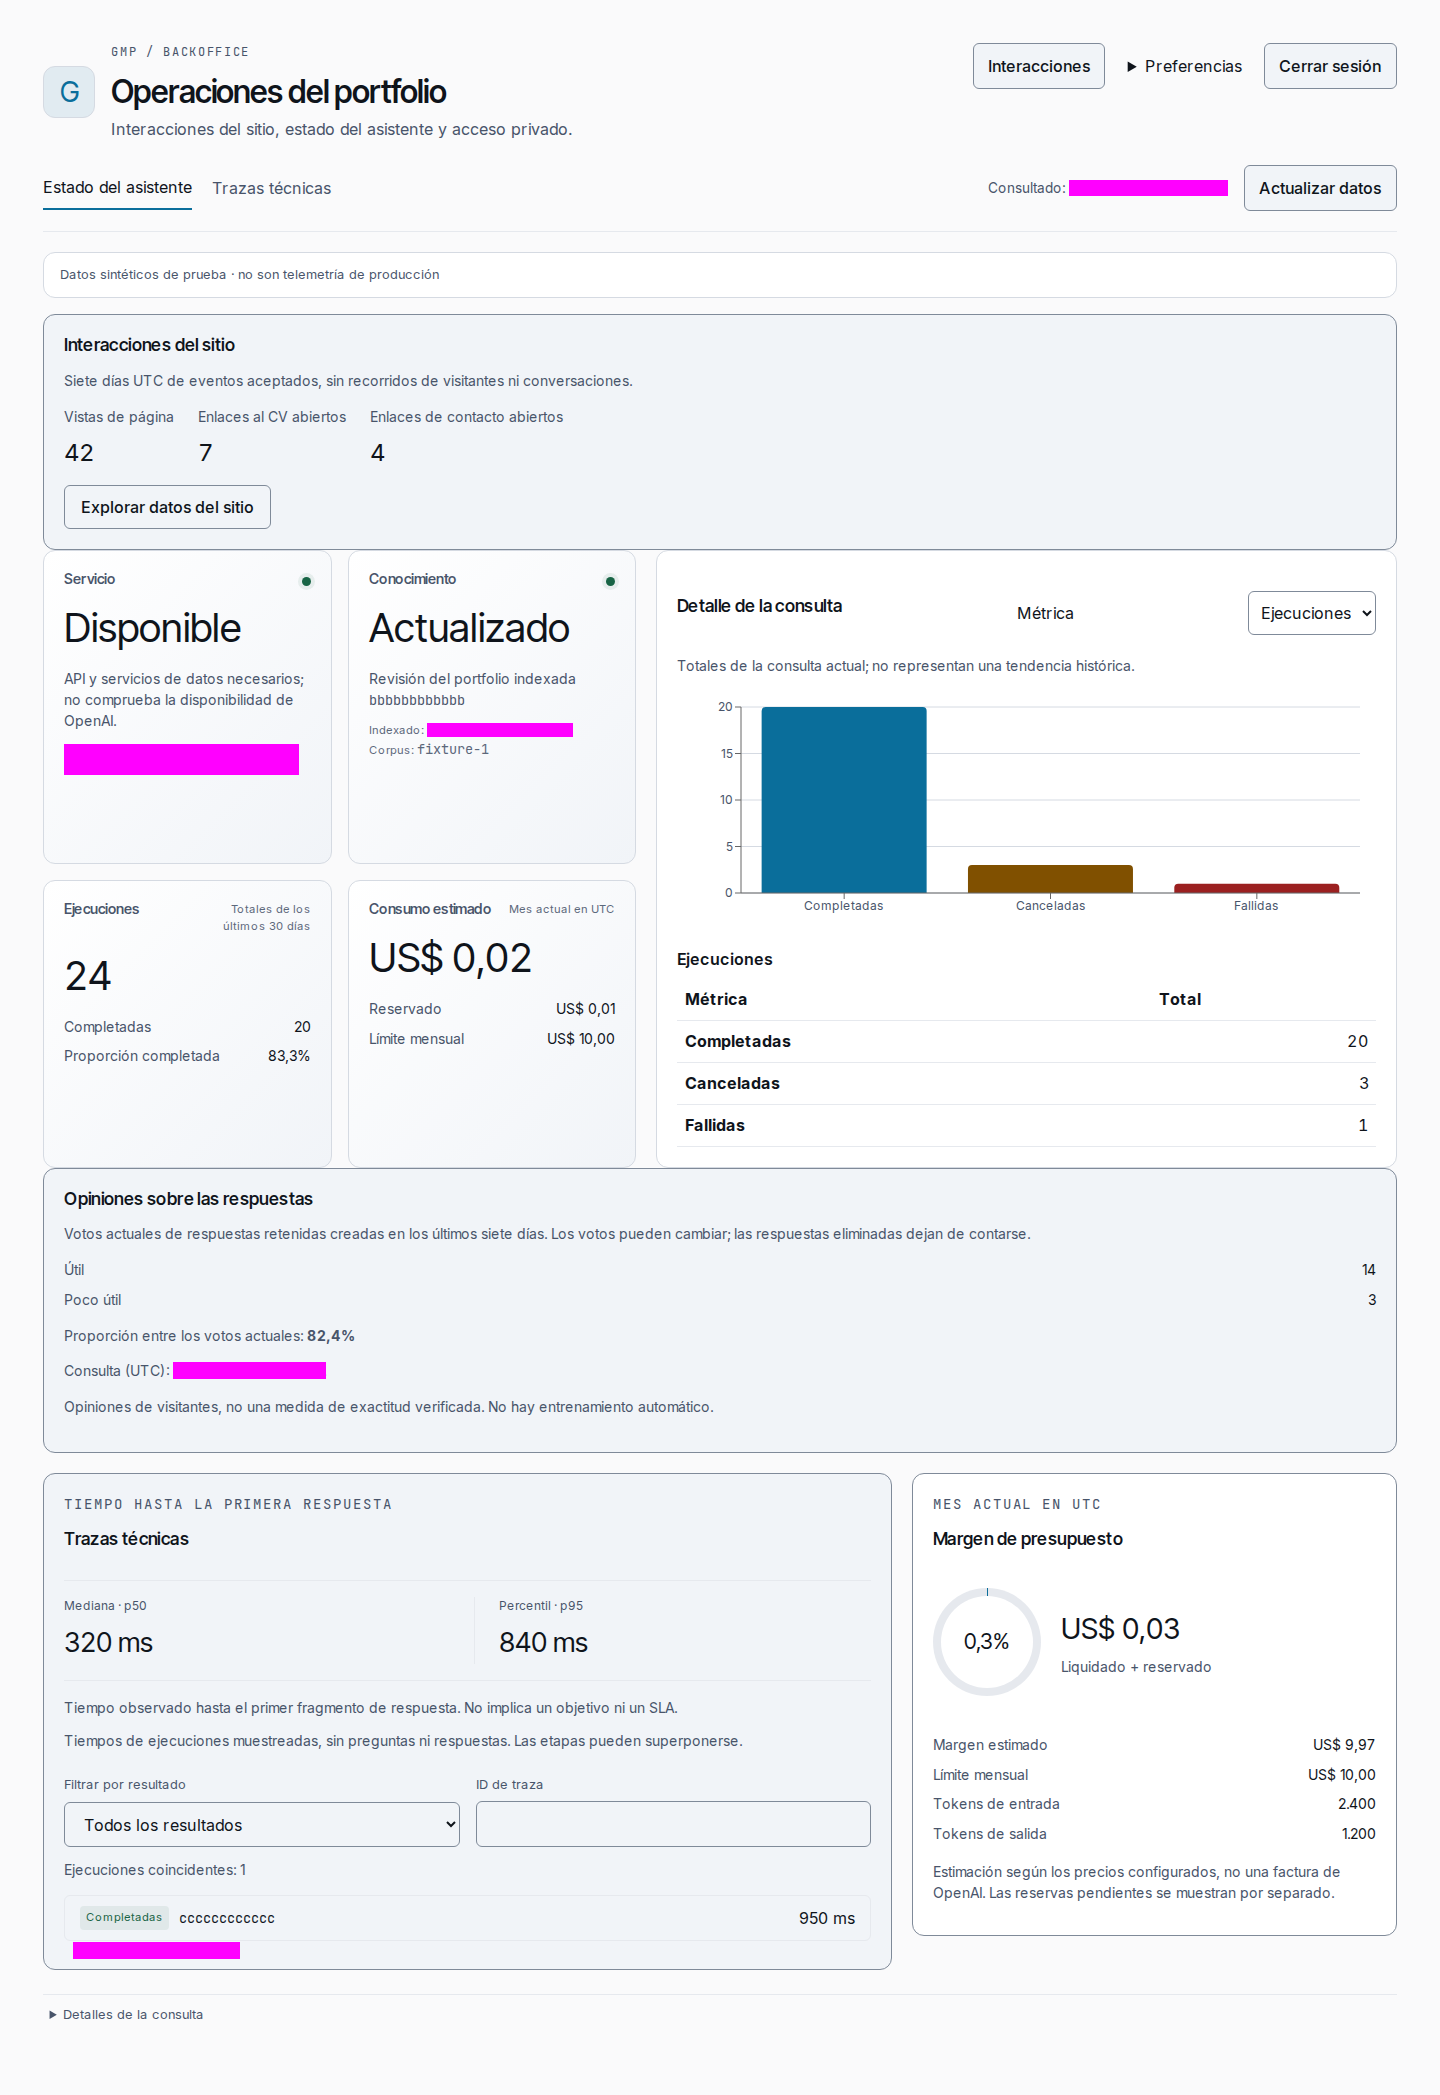 GMP / BACKOFFICE
G
Operaciones del portfolio
Interacciones del sitio, estado del asistente y acceso privado.
Interacciones
Preferencias
Cerrar sesión
Estado del asistente
Trazas técnicas
Consultado:
Actualizar datos
Datos sintéticos de prueba · no son telemetría de producción
Interacciones del sitio
Siete días UTC de eventos aceptados, sin recorridos de visitantes ni conversaciones.
Vistas de página
Enlaces al CV abiertos
Enlaces de contacto abiertos
42
7
4
Explorar datos del sitio
Servicio
Disponible
API y servicios de datos necesarios;
no comprueba la disponibilidad de
OpenAI.
Conocimiento
Actualizado
Revisión del portfolio indexada
bbbbbbbbbbbb
Indexado:
Corpus: fixture-1
Ejecuciones
Totales de los
últimos 30 días
24
Completadas 20
Proporción completada 83,3%
Consumo estimado
Mes actual en UTC
US$ 0,02
Reservado US$ 0,01
Límite mensual US$ 10,00
Detalle de la consulta
Métrica
Ejecuciones
Totales de la consulta actual; no representan una tendencia histórica.
20
15
10
5
0
Completadas
Canceladas
Fallidas
Ejecuciones
Métrica Total
Completadas 20
Canceladas 3
Fallidas 1
Opiniones sobre las respuestas
Votos actuales de respuestas retenidas creadas en los últimos siete días. Los votos pueden cambiar; las respuestas eliminadas dejan de contarse.
Útil 14
Poco útil 3
Proporción entre los votos actuales: 82,4%
Consulta (UTC):
Opiniones de visitantes, no una medida de exactitud verificada. No hay entrenamiento automático.
TIEMPO HASTA LA PRIMERA RESPUESTA
Trazas técnicas
Mediana · p50
320 ms
Percentil · p95
840 ms
Tiempo observado hasta el primer fragmento de respuesta. No implica un objetivo ni un SLA.
Tiempos de ejecuciones muestreadas, sin preguntas ni respuestas. Las etapas pueden superponerse.
Filtrar por resultado
Todos los resultados
ID de traza
Ejecuciones coincidentes: 1
Completadas cccccccccccc 950 ms
MES ACTUAL EN UTC
Margen de presupuesto
0,3%
US$ 0,03
Liquidado + reservado
Margen estimado US$ 9,97
Límite mensual US$ 10,00
Tokens de entrada 2.400
Tokens de salida 1.200
Estimación según los precios configurados, no una factura de
OpenAI. Las reservas pendientes se muestran por separado.
Detalles de la consulta